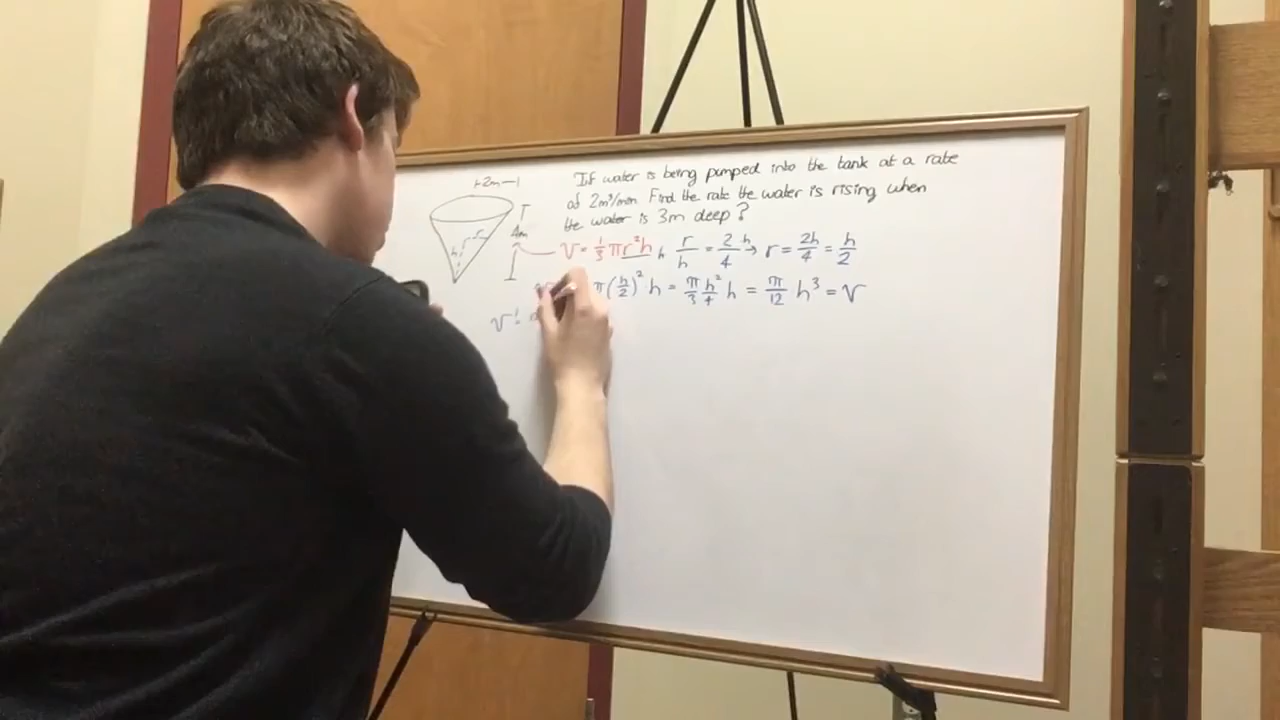 ⊢2m⊣
If water is being pumped into the tank at a rate
of 2m³/min Find the rate the water is rising when
the water is 3m deep?
4m
r
h
V = 1/3 πr²h, r/h = 2/4 → r = 2h/4 = h/2
π(h/2)² h = π/3 h²/4 h = π/12 h³ = V
V' =